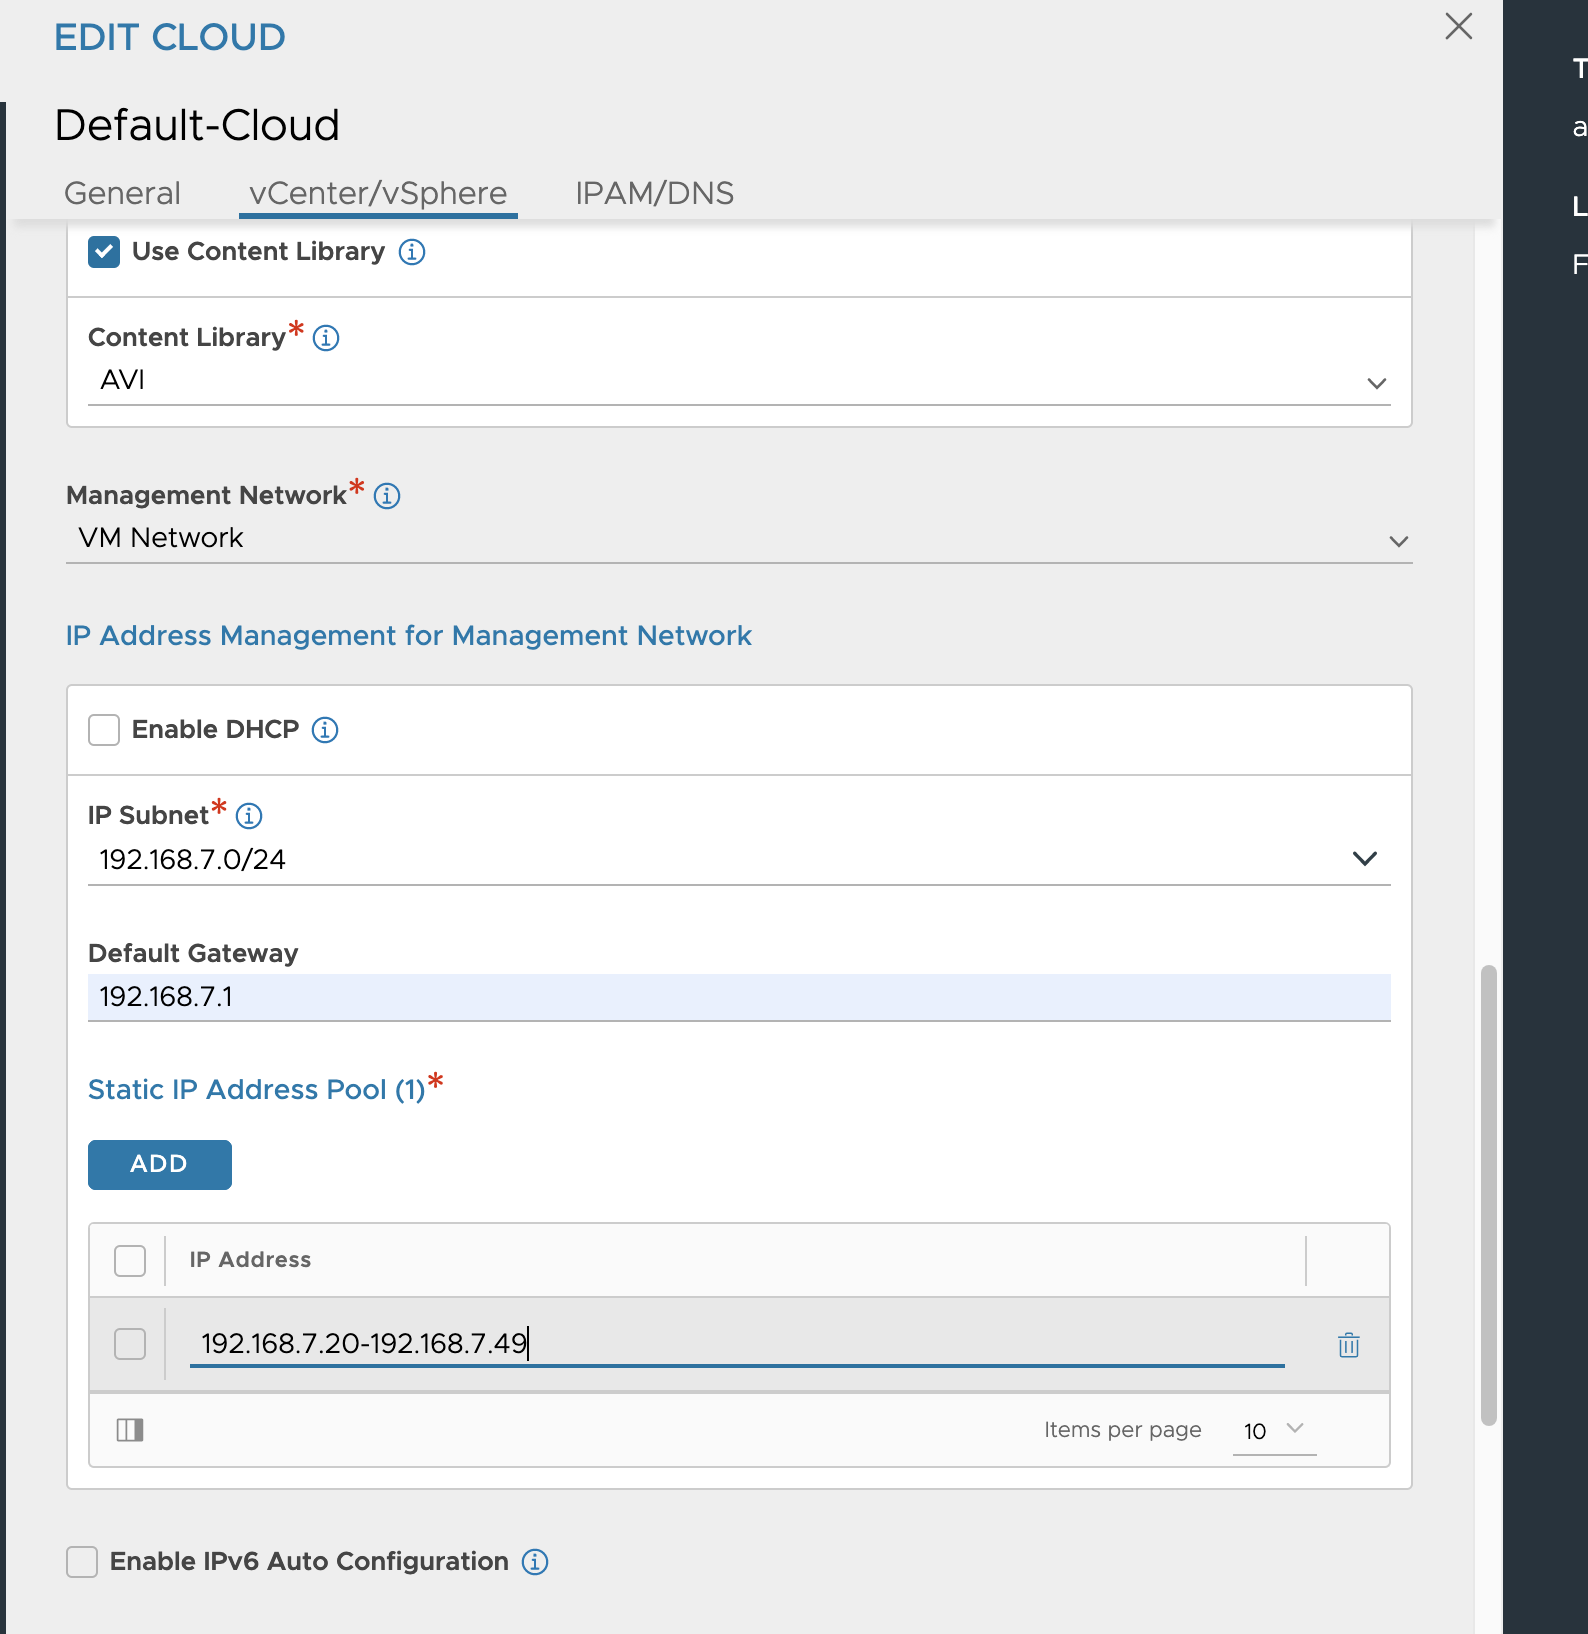 EDIT CLOUD
Default-Cloud
General vCenter/vSphere IPAM/DNS
Use Content Library
Content Library*
AVI
Management Network*
VM Network
IP Address Management for Management Network
Enable DHCP
IP Subnet*
192.168.7.0/24
Default Gateway
192.168.7.1
Static IP Address Pool (1)*
ADD
IP Address
192.168.7.20-192.168.7.49
Items per page 10
Enable IPv6 Auto Configuration